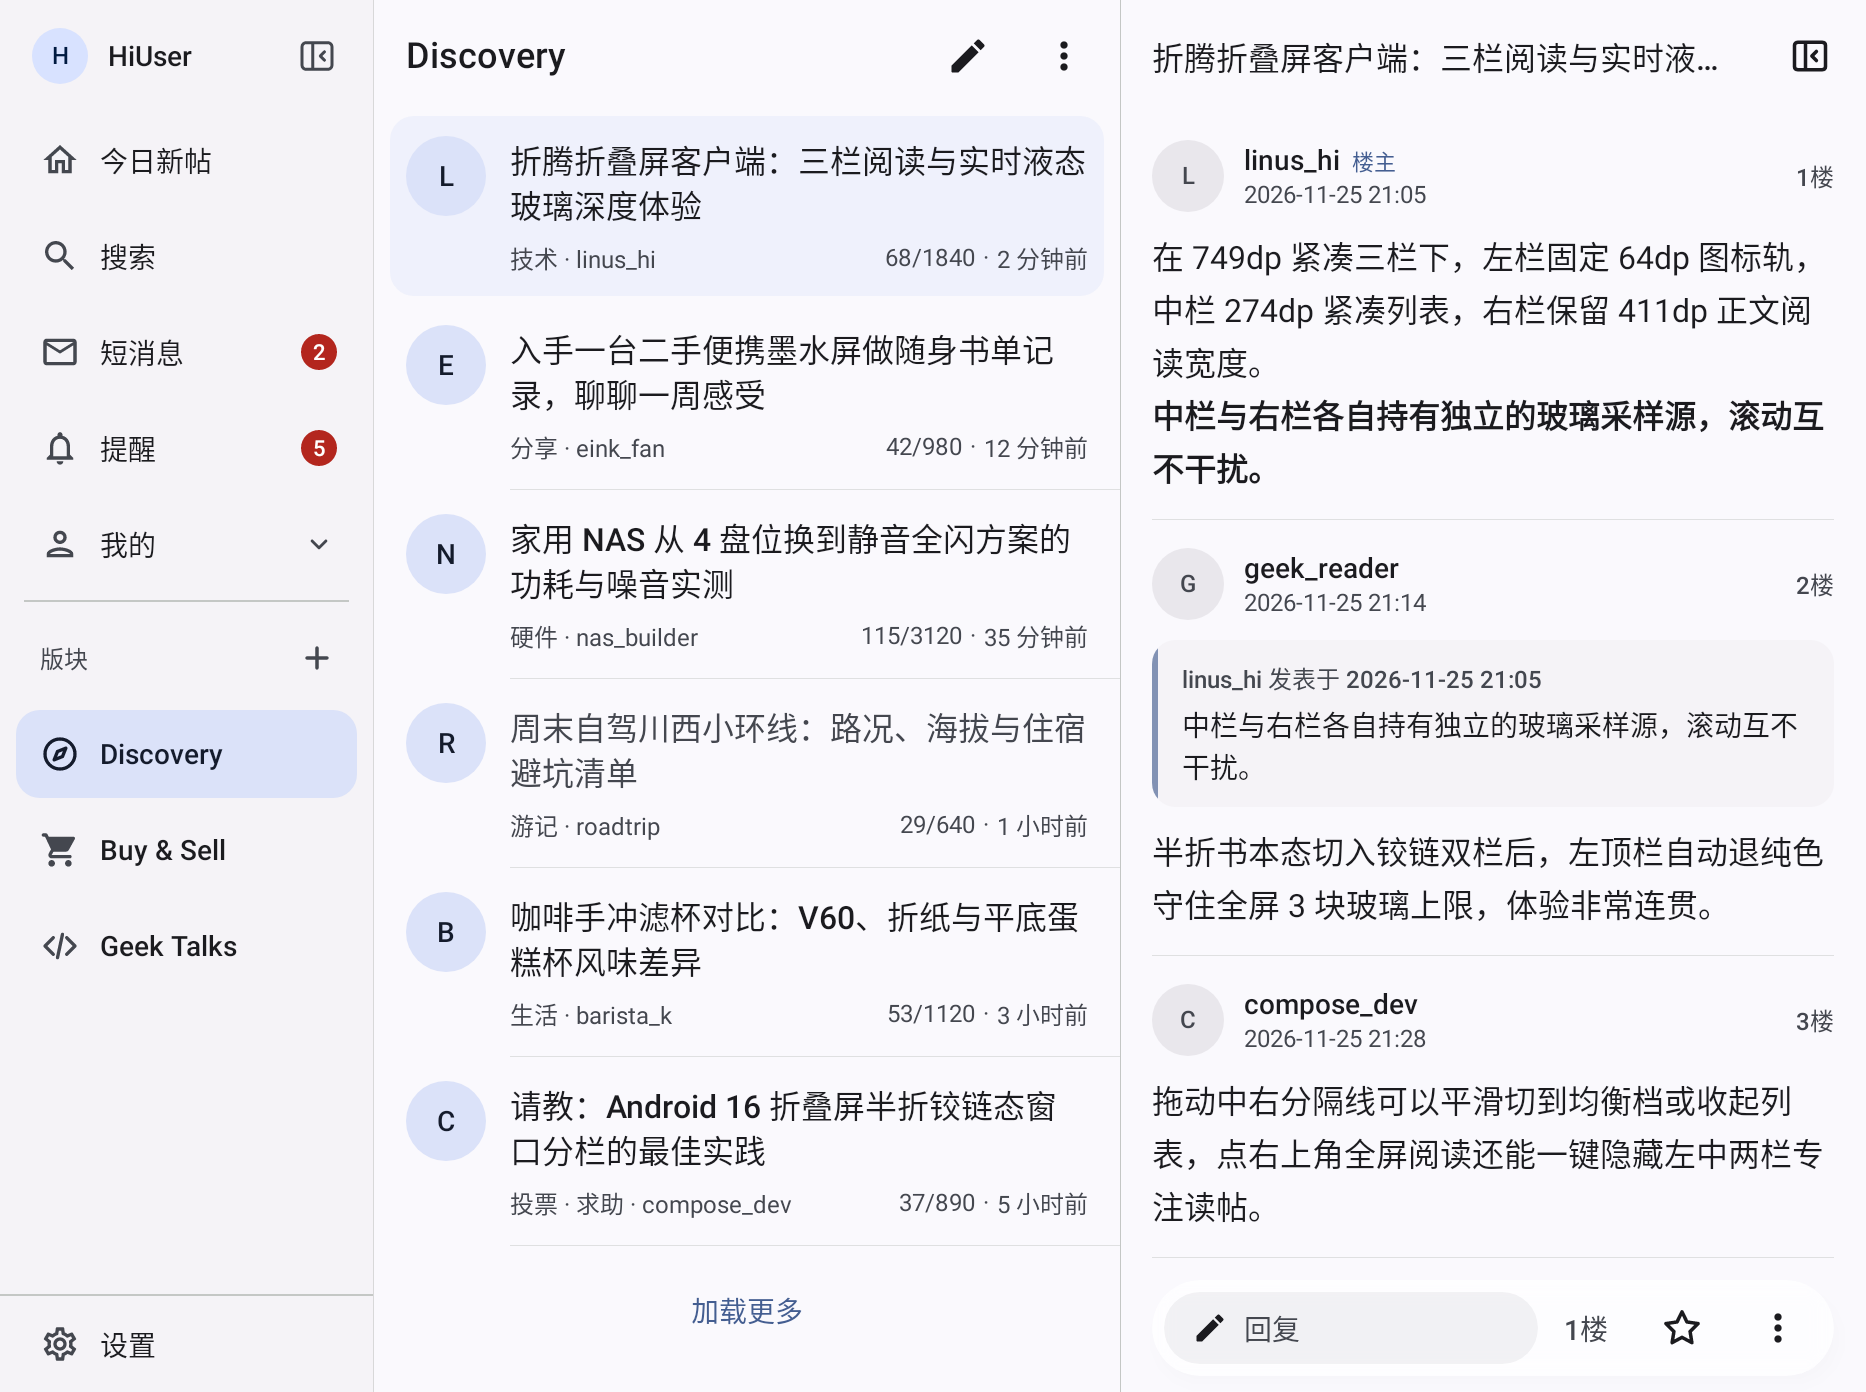 H
HiUser
今日新帖
搜索
短消息
2
提醒
5
我的
版块
Discovery
Buy & Sell
Geek Talks
设置
Discovery
L
折腾折叠屏客户端：三栏阅读与实时液态
玻璃深度体验
技术 · linus_hi
68/1840 · 2 分钟前
E
入手一台二手便携墨水屏做随身书单记
录，聊聊一周感受
分享 · eink_fan
42/980 · 12 分钟前
N
家用 NAS 从 4 盘位换到静音全闪方案的
功耗与噪音实测
硬件 · nas_builder
115/3120 · 35 分钟前
R
周末自驾川西小环线：路况、海拔与住宿
避坑清单
游记 · roadtrip
29/640 · 1 小时前
B
咖啡手冲滤杯对比：V60、折纸与平底蛋
糕杯风味差异
生活 · barista_k
53/1120 · 3 小时前
C
请教：Android 16 折叠屏半折铰链态窗
口分栏的最佳实践
投票 · 求助 · compose_dev
37/890 · 5 小时前
加载更多
折腾折叠屏客户端：三栏阅读与实时液...
L
linus_hi 楼主
2026-11-25 21:05
1楼
在 749dp 紧凑三栏下，左栏固定 64dp 图标轨，
中栏 274dp 紧凑列表，右栏保留 411dp 正文阅
读宽度。
中栏与右栏各自持有独立的玻璃采样源，滚动互
不干扰。
G
geek_reader
2026-11-25 21:14
2楼
linus_hi 发表于 2026-11-25 21:05
中栏与右栏各自持有独立的玻璃采样源，滚动互不
干扰。
半折书本态切入铰链双栏后，左顶栏自动退纯色
守住全屏 3 块玻璃上限，体验非常连贯。
C
compose_dev
2026-11-25 21:28
3楼
拖动中右分隔线可以平滑切到均衡档或收起列
表，点右上角全屏阅读还能一键隐藏左中两栏专
注读帖。
回复
1楼